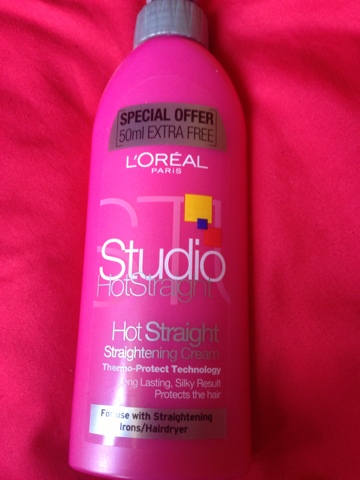 SPECIAL OFFER
50ml EXTRA FREE
L'ORÉAL
PARIS
Studio
HotStraight
Hot Straight
Straightening Cream
Thermo-Protect Technology
Long Lasting, Silky Result
Protects the hair
For use with Straightening
Irons/Hairdryer